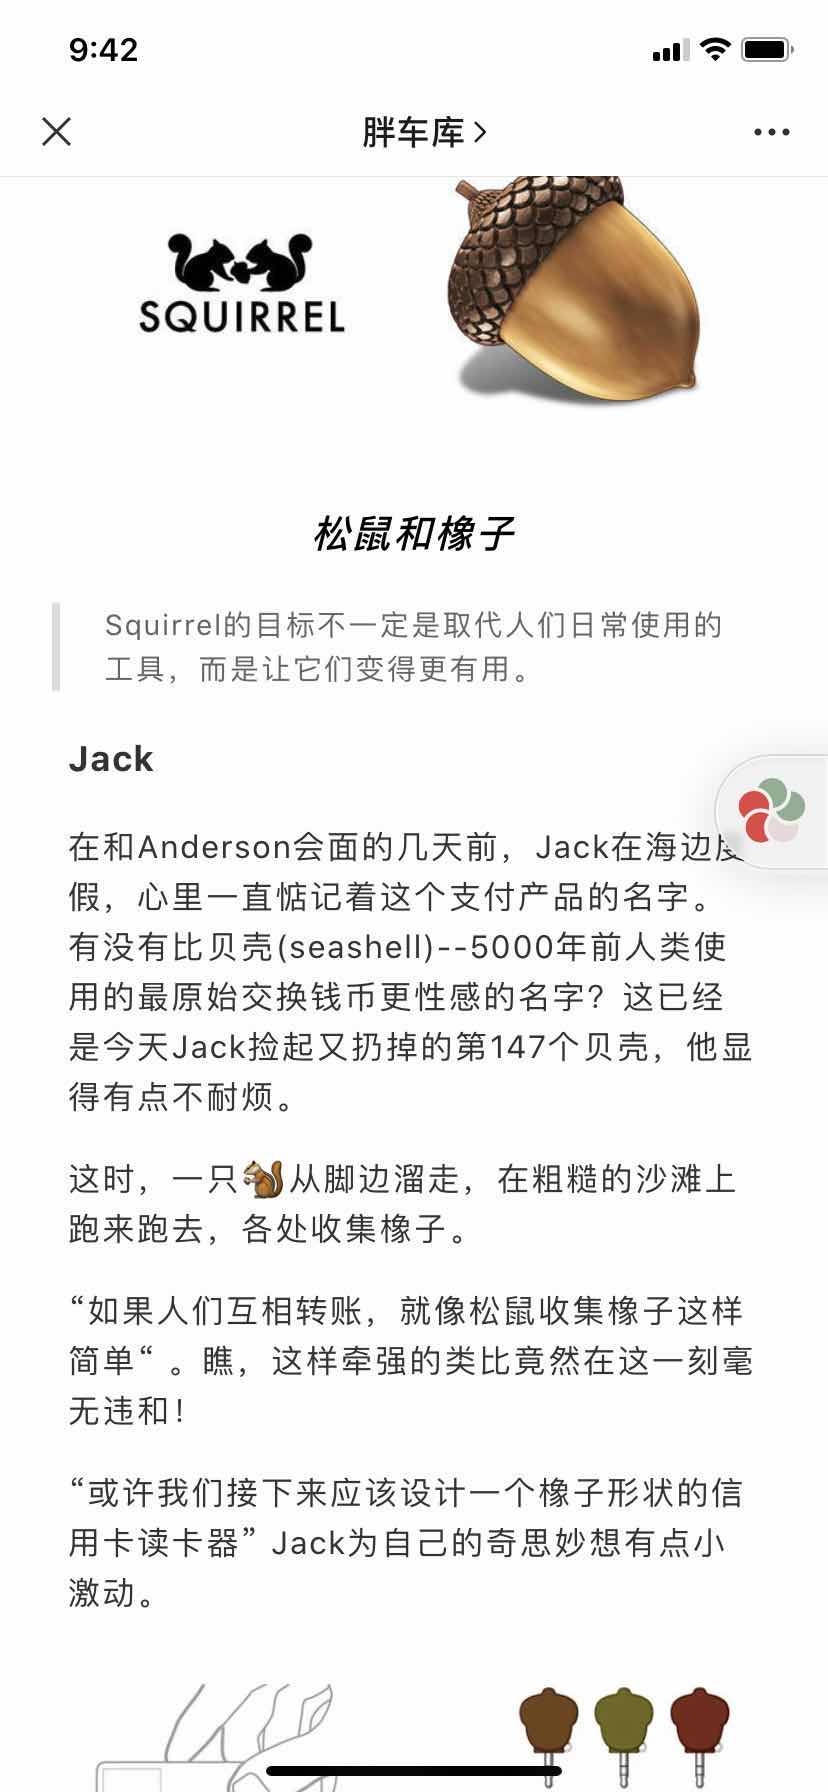 9:42
胖车库
SQUIRREL
松鼠和橡子
Squirrel的目标不一定是取代人们日常使用的
工具，而是让它们变得更有用。
Jack
在和Anderson会面的几天前，Jack在海边度
假，心里一直惦记着这个支付产品的名字。
有没有比贝壳(seashell)--5000年前人类使
用的最原始交换钱币更性感的名字？这已经
是今天Jack捡起又扔掉的第147个贝壳，他显
得有点不耐烦。
这时，一只🐿从脚边溜走，在粗糙的沙滩上
跑来跑去，各处收集橡子。
“如果人们互相转账，就像松鼠收集橡子这样
简单“ 。瞧，这样牵强的类比竟然在这一刻毫
无违和！
“或许我们接下来应该设计一个橡子形状的信
用卡读卡器” Jack为自己的奇思妙想有点小
激动。